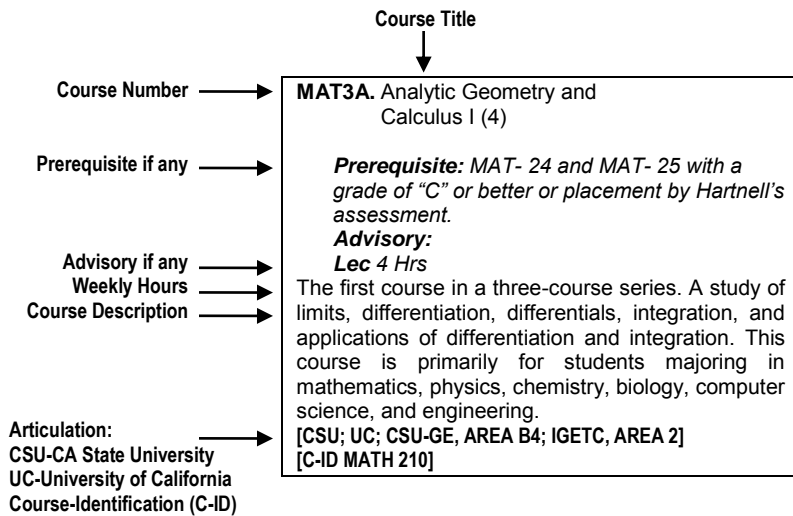 Course Title
Course Number
MAT3A. Analytic Geometry and
Calculus I (4)
Prerequisite if any
Prerequisite: MAT- 24 and MAT- 25 with a
grade of “C” or better or placement by Hartnell’s
assessment.
Advisory:
Advisory if any
Lec 4 Hrs
Weekly Hours
The first course in a three-course series. A study of
Course Description
limits, differentiation, differentials, integration, and
applications of differentiation and integration. This
course is primarily for students majoring in
mathematics, physics, chemistry, biology, computer
science, and engineering.
Articulation:
CSU-CA State University
UC-University of California
Course-Identification (C-ID)
[CSU; UC; CSU-GE, AREA B4; IGETC, AREA 2]
[C-ID MATH 210]